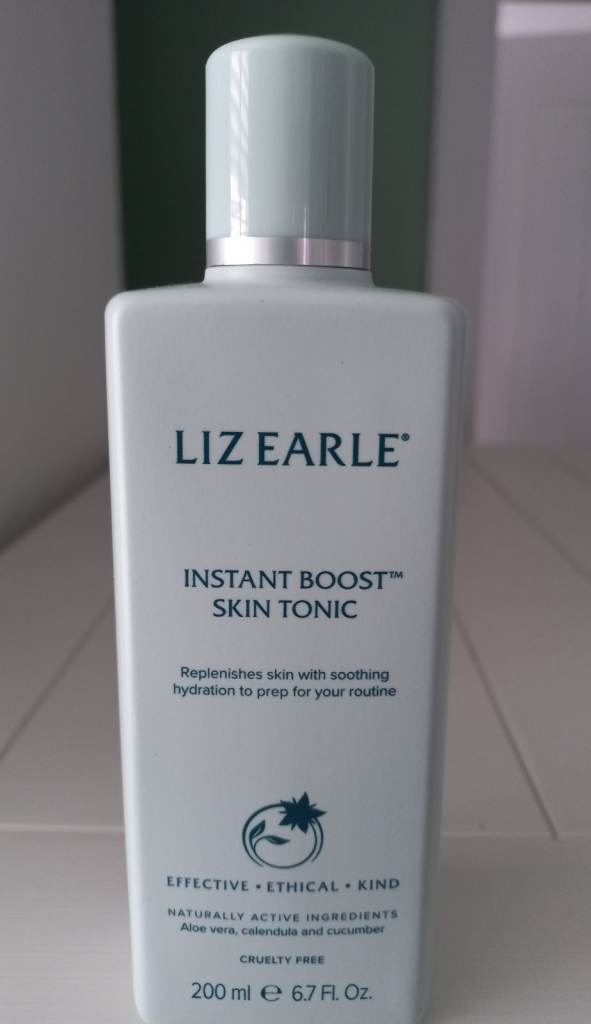 LIZ EARLE®
INSTANT BOOST™
SKIN TONIC
Replenishes skin with soothing
hydration to prep for your routine
EFFECTIVE • ETHICAL • KIND
NATURALLY ACTIVE INGREDIENTS
Aloe vera, calendula and cucumber
CRUELTY FREE
200 ml ℮ 6.7 Fl. Oz.